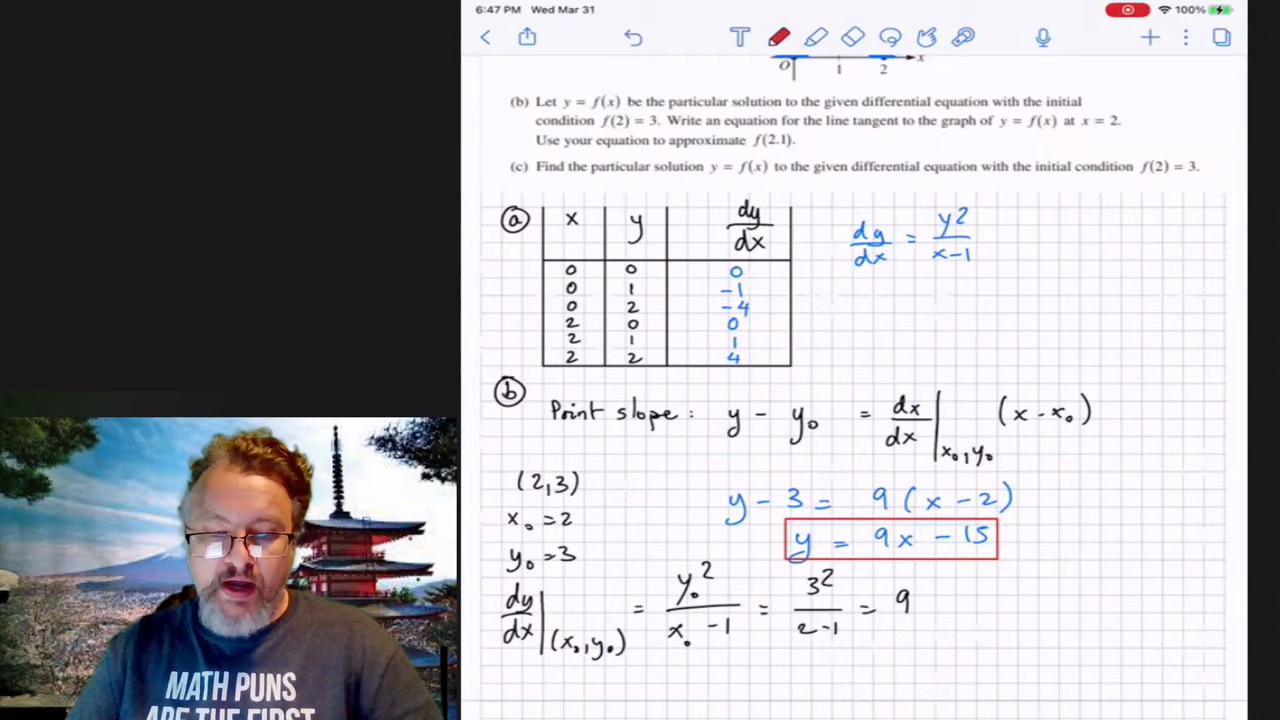 6:47 PM Wed Mar 31
100%
T
O 1 2 x
(b) Let y = f(x) be the particular solution to the given differential equation with the initial
condition f(2) = 3. Write an equation for the line tangent to the graph of y = f(x) at x = 2.
Use your equation to approximate f(2.1).
(c) Find the particular solution y = f(x) to the given differential equation with the initial condition f(2) = 3.
ⓐ x y dy/dx
dy/dx = y2/x-1
0 0 0
0 1 -1
0 2 -4
2 0 0
2 1 1
2 2 4
ⓑ Point slope: y - y₀ = dx/dx | x₀,y₀ (x - x₀)
(2,3)
x₀ = 2
y₀ = 3
y - 3 = 9(x - 2)
y = 9x - 15
dy/dx | (x₀,y₀) = y₀²/x₀ - 1 = 3²/2-1 = 9
MATH PUNS
ARE THE FIRST